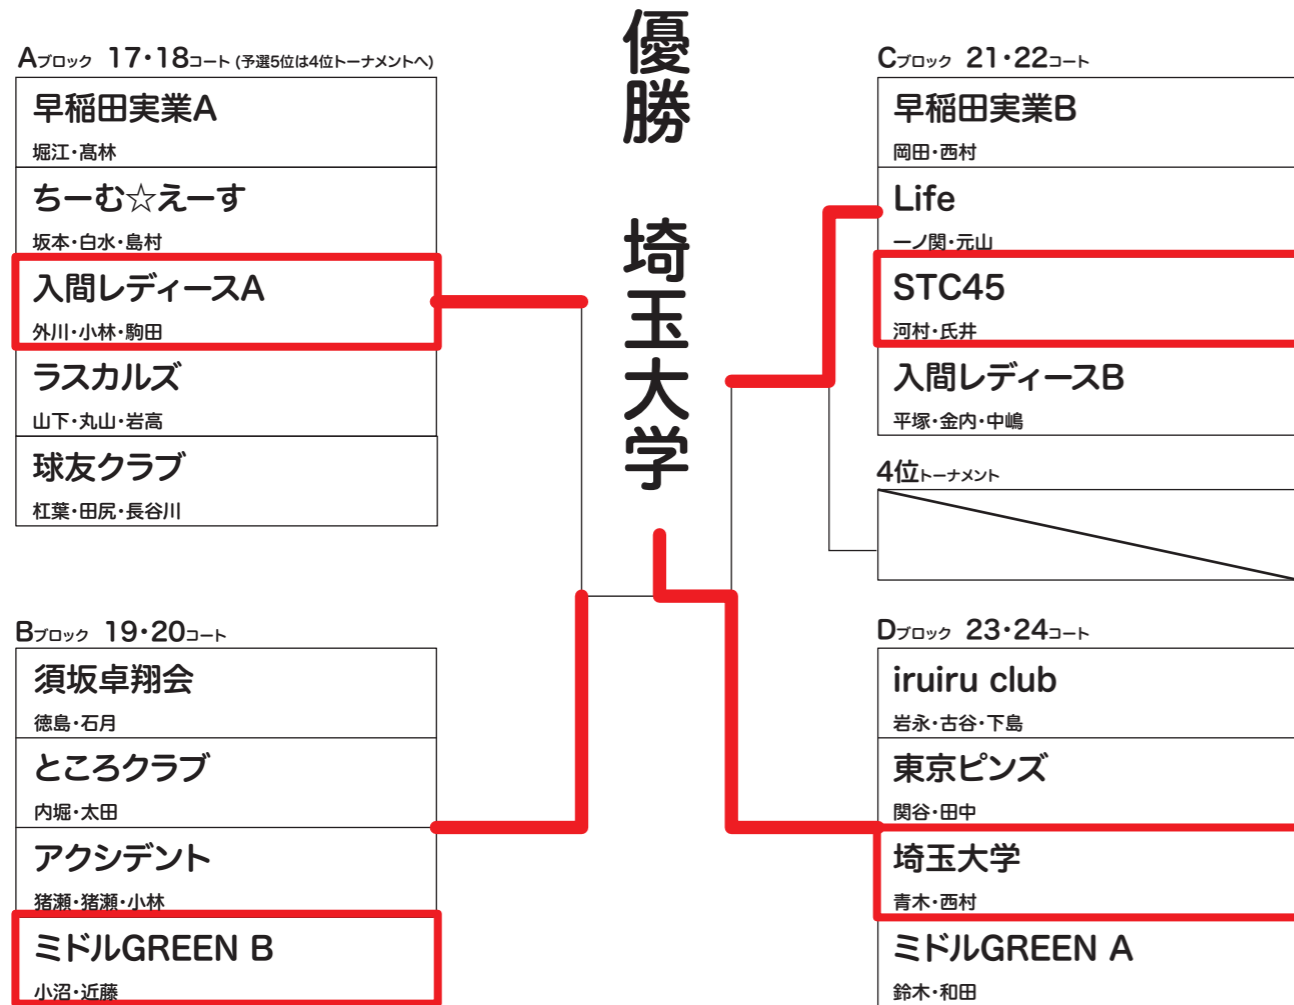 優勝 埼玉大学
Aブロック 17・18コート (予選5位は4位トーナメントへ)
早稲田実業A
堀江・髙林
ちーむ☆えーす
坂本・白水・島村
入間レディースA
外川・小林・駒田
ラスカルズ
山下・丸山・岩高
球友クラブ
杠葉・田尻・長谷川
Bブロック 19・20コート
須坂卓翔会
徳島・石月
ところクラブ
内堀・太田
アクシデント
猪瀬・猪瀬・小林
ミドルGREEN B
小沼・近藤
Cブロック 21・22コート
早稲田実業B
岡田・西村
Life
一ノ関・元山
STC45
河村・氏井
入間レディースB
平塚・金内・中嶋
4位トーナメント
Dブロック 23・24コート
iruiru club
岩永・古谷・下島
東京ピンズ
関谷・田中
埼玉大学
青木・西村
ミドルGREEN A
鈴木・和田